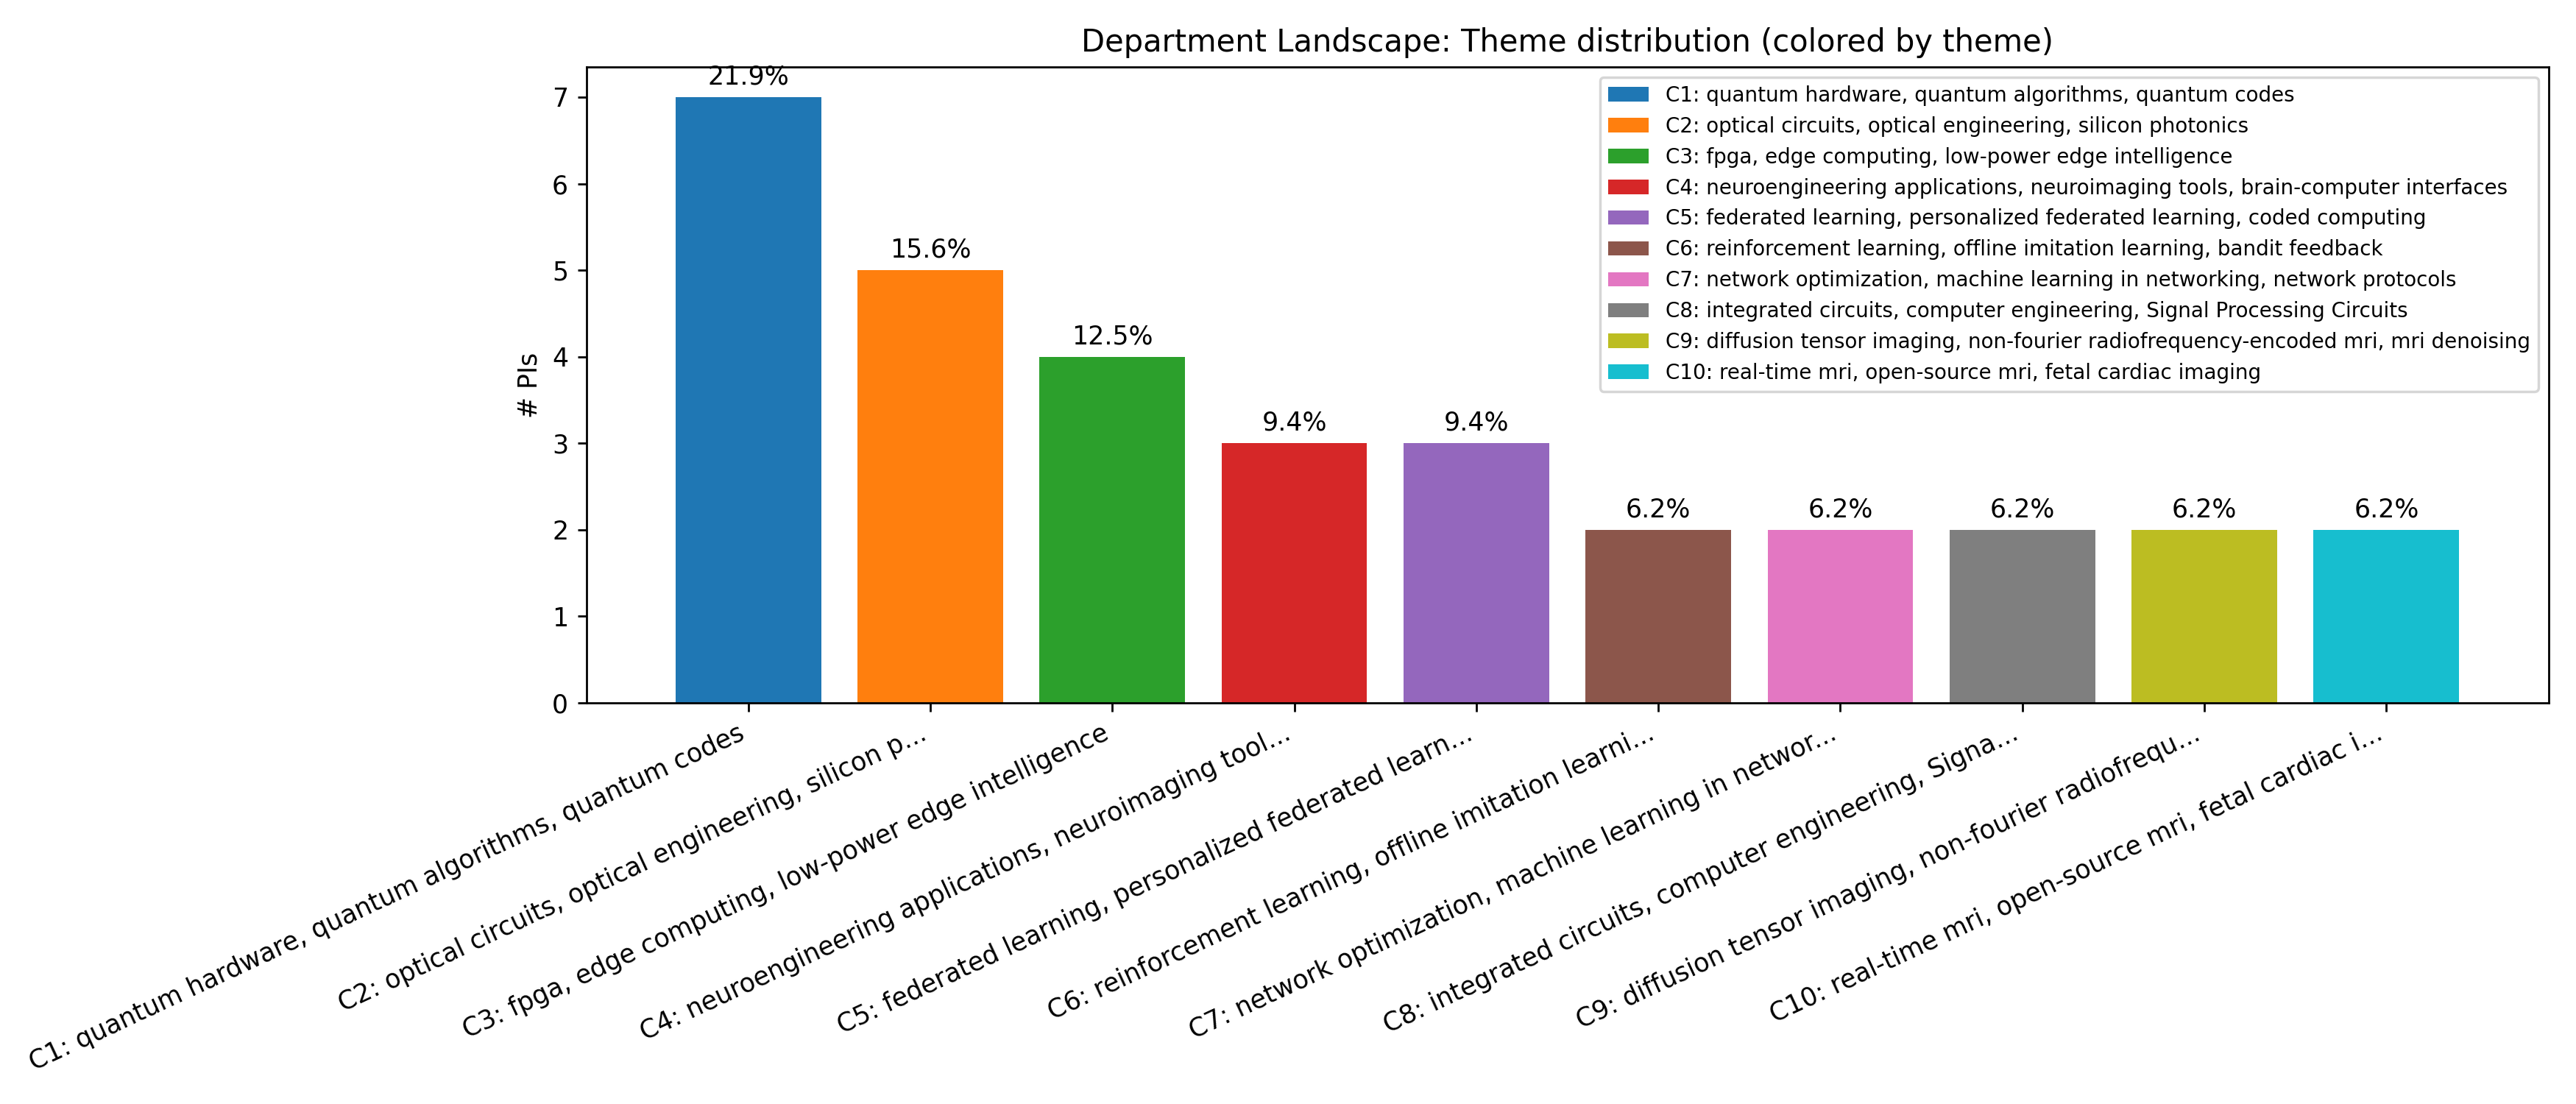 Department Landscape: Theme distribution (colored by theme)
# PIs
7
6
5
4
3
2
1
0
21.9%
15.6%
12.5%
9.4%
9.4%
6.2%
6.2%
6.2%
6.2%
6.2%
C1: quantum hardware, quantum algorithms, quantum codes
C2: optical circuits, optical engineering, silicon photonics
C3: fpga, edge computing, low-power edge intelligence
C4: neuroengineering applications, neuroimaging tools, brain-computer interfaces
C5: federated learning, personalized federated learning, coded computing
C6: reinforcement learning, offline imitation learning, bandit feedback
C7: network optimization, machine learning in networking, network protocols
C8: integrated circuits, computer engineering, Signal Processing Circuits
C9: diffusion tensor imaging, non-fourier radiofrequency-encoded mri, mri denoising
C10: real-time mri, open-source mri, fetal cardiac imaging
C1: quantum hardware, quantum algorithms, quantum codes
C2: optical circuits, optical engineering, silicon p...
C3: fpga, edge computing, low-power edge intelligence
C4: neuroengineering applications, neuroimaging tool...
C5: federated learning, personalized federated learn...
C6: reinforcement learning, offline imitation learni...
C7: network optimization, machine learning in networ...
C8: integrated circuits, computer engineering, Signa...
C9: diffusion tensor imaging, non-fourier radiofrequ...
C10: real-time mri, open-source mri, fetal cardiac i...